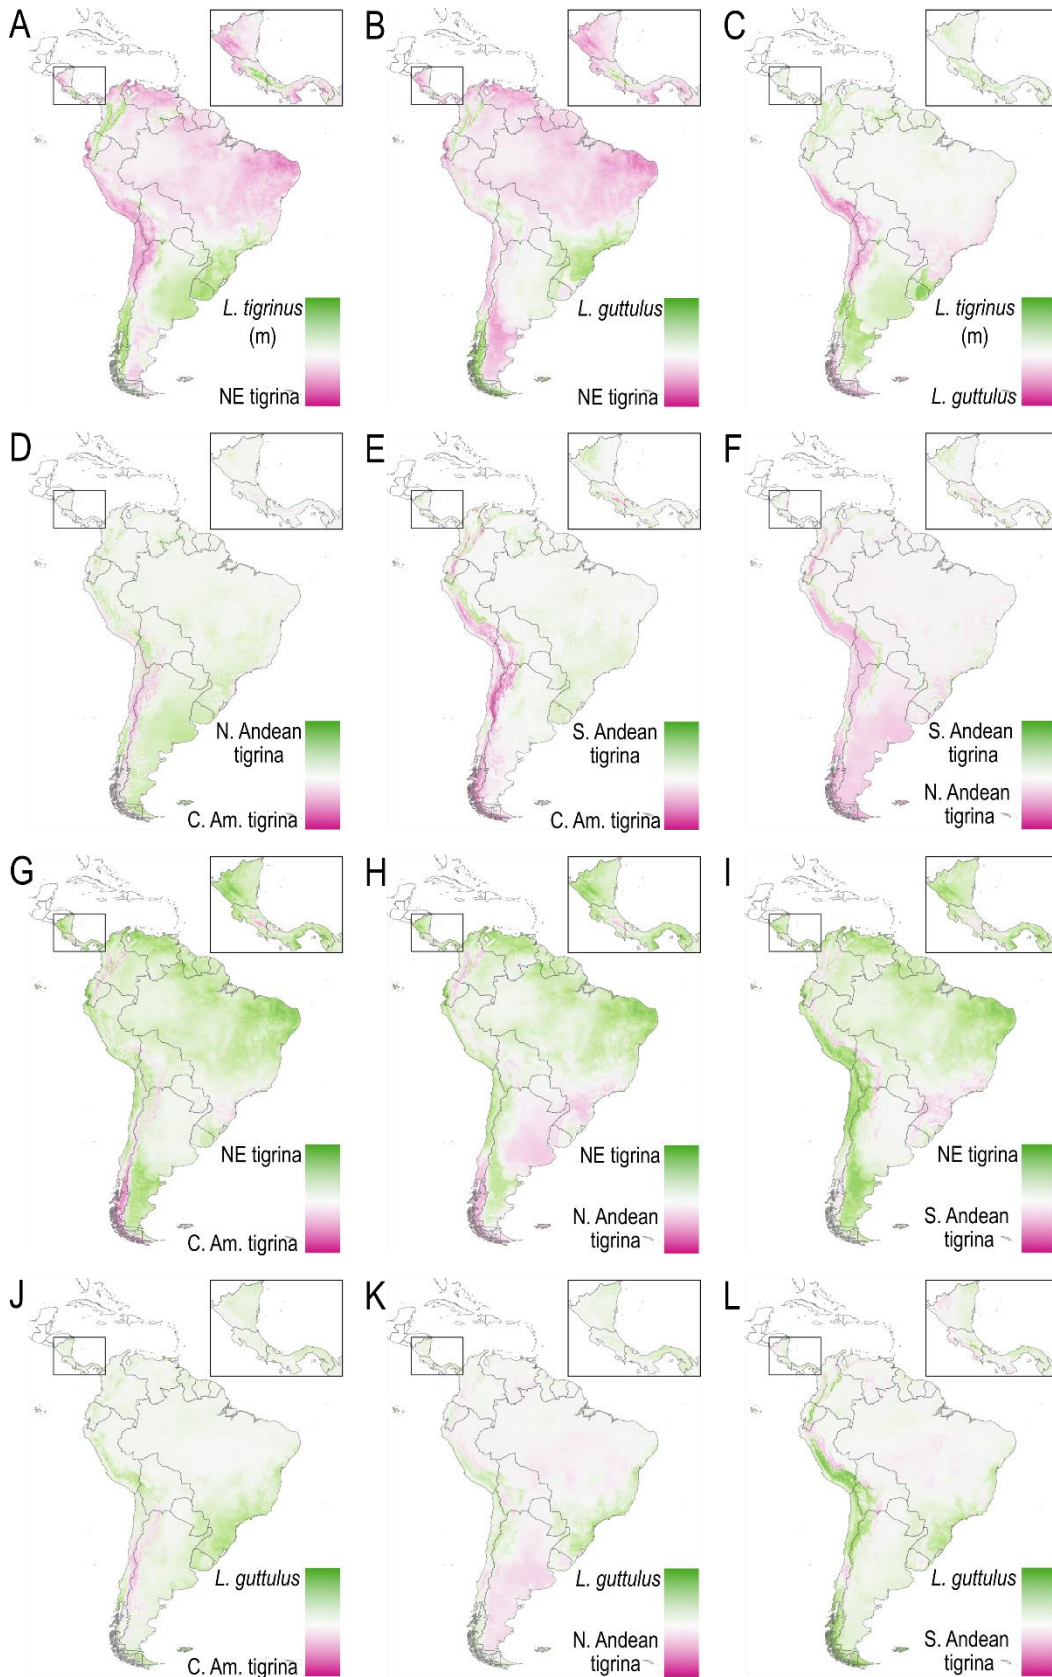 A
B
C
L. tigrinus
(m)
NE tigrina
L. guttulus
NE tigrina
L. tigrinus
(m)
L. guttulus
D
E
F
N. Andean
tigrina
C. Am. tigrina
S. Andean
tigrina
C. Am. tigrina
S. Andean
tigrina
N. Andean
tigrina
G
H
I
NE tigrina
C. Am. tigrina
NE tigrina
N. Andean
tigrina
NE tigrina
S. Andean
tigrina
J
K
L
L. guttulus
C. Am. tigrina
L. guttulus
N. Andean
tigrina
L. guttulus
S. Andean
tigrina